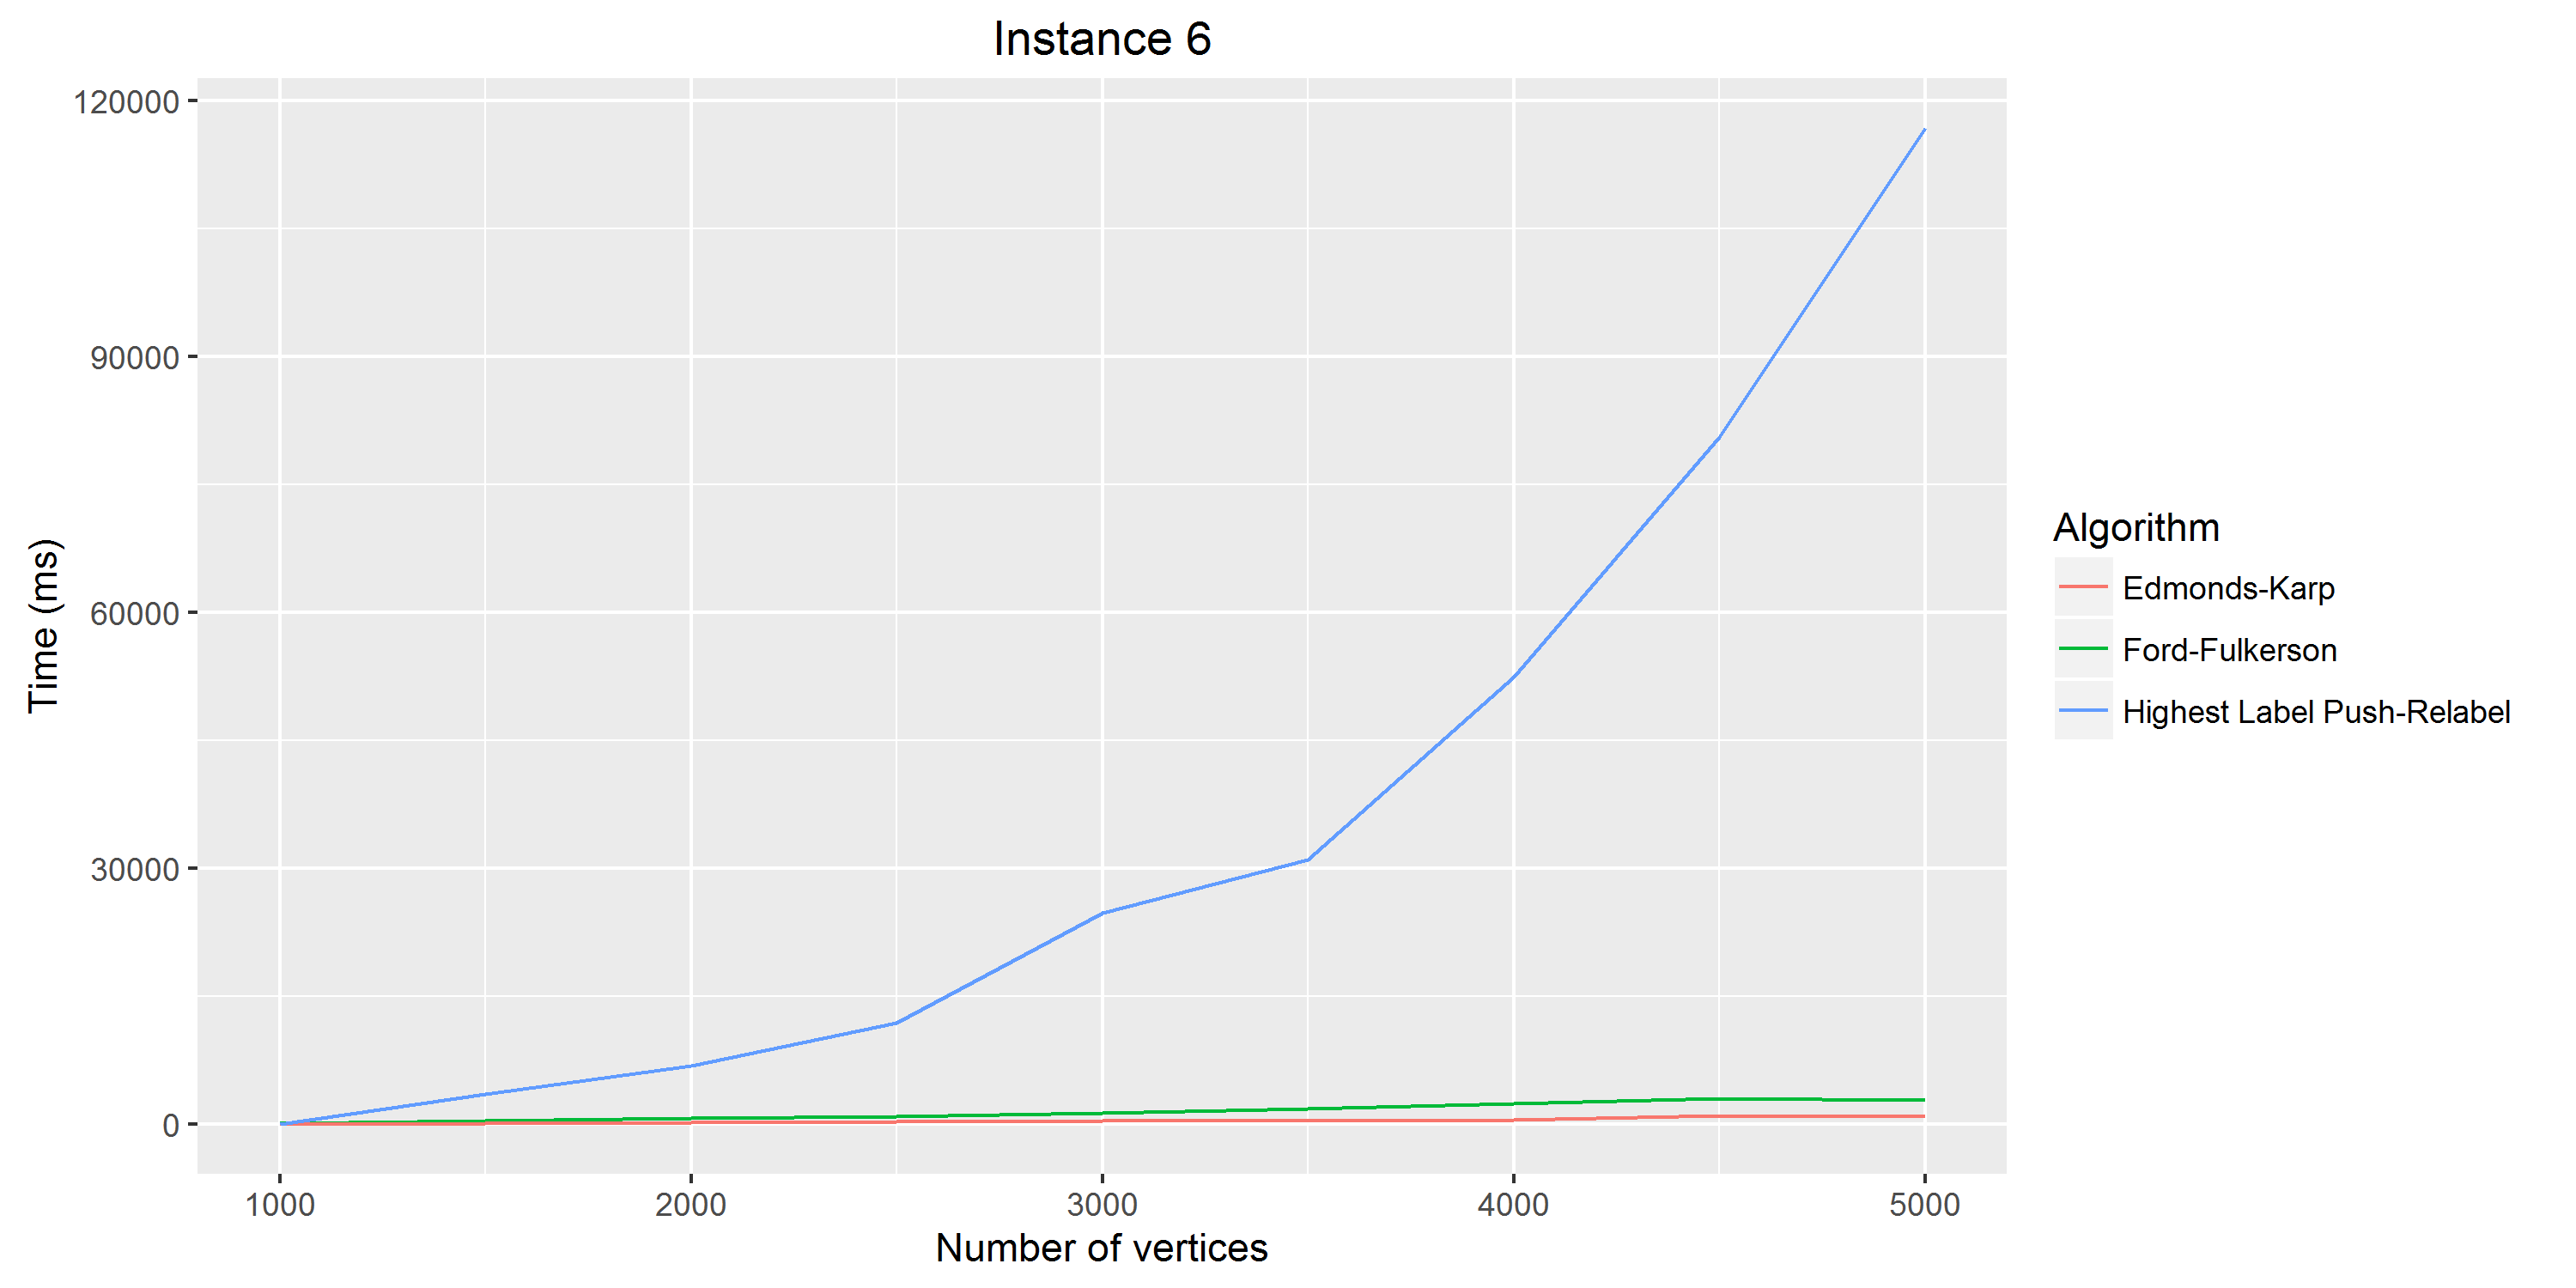 Instance 6
120000
90000
60000
30000
0
Time (ms)
1000 2000 3000 4000 5000
Number of vertices
Algorithm
Edmonds-Karp
Ford-Fulkerson
Highest Label Push-Relabel